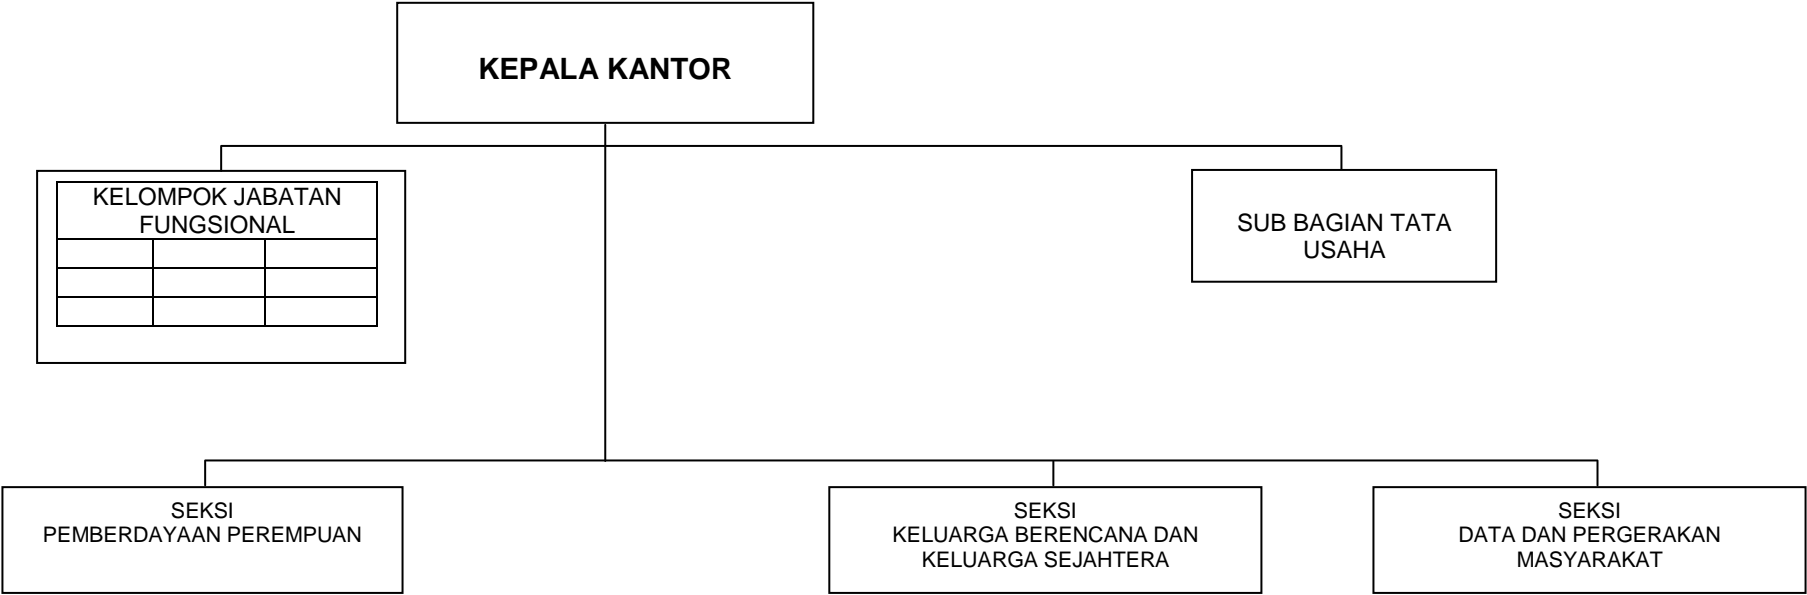 KEPALA KANTOR
KELOMPOK JABATAN
FUNGSIONAL
SUB BAGIAN TATA
USAHA
SEKSI
PEMBERDAYAAN PEREMPUAN
SEKSI
KELUARGA BERENCANA DAN
KELUARGA SEJAHTERA
SEKSI
DATA DAN PERGERAKAN
MASYARAKAT